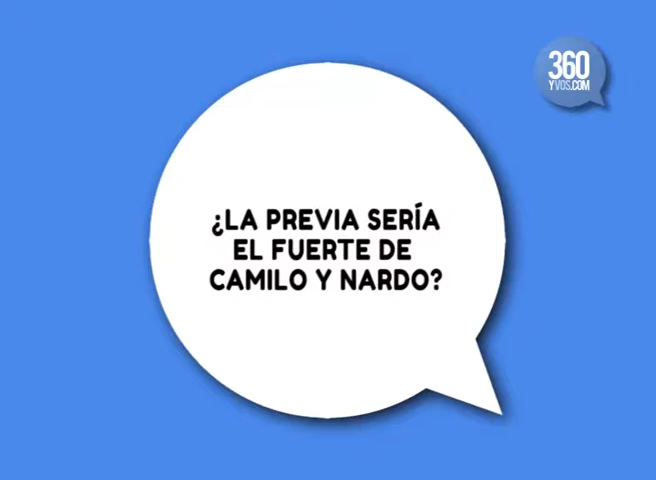 360
YVOS.COM
¿LA PREVIA SERÍA
EL FUERTE DE
CAMILO Y NARDO?